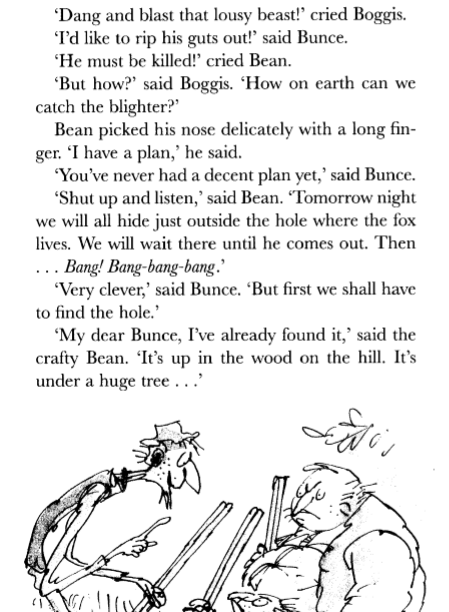 ‘Dang and blast that lousy beast!’ cried Boggis.
‘I’d like to rip his guts out!’ said Bunce.
‘He must be killed!’ cried Bean.
‘But how?’ said Boggis. ‘How on earth can we
catch the blighter?’
Bean picked his nose delicately with a long fin-
ger. ‘I have a plan,’ he said.
‘You’ve never had a decent plan yet,’ said Bunce.
‘Shut up and listen,’ said Bean. ‘Tomorrow night
we will all hide just outside the hole where the fox
lives. We will wait there until he comes out. Then
. . . Bang! Bang-bang-bang.’
‘Very clever,’ said Bunce. ‘But first we shall have
to find the hole.’
‘My dear Bunce, I’ve already found it,’ said the
crafty Bean. ‘It’s up in the wood on the hill. It’s
under a huge tree . . .’